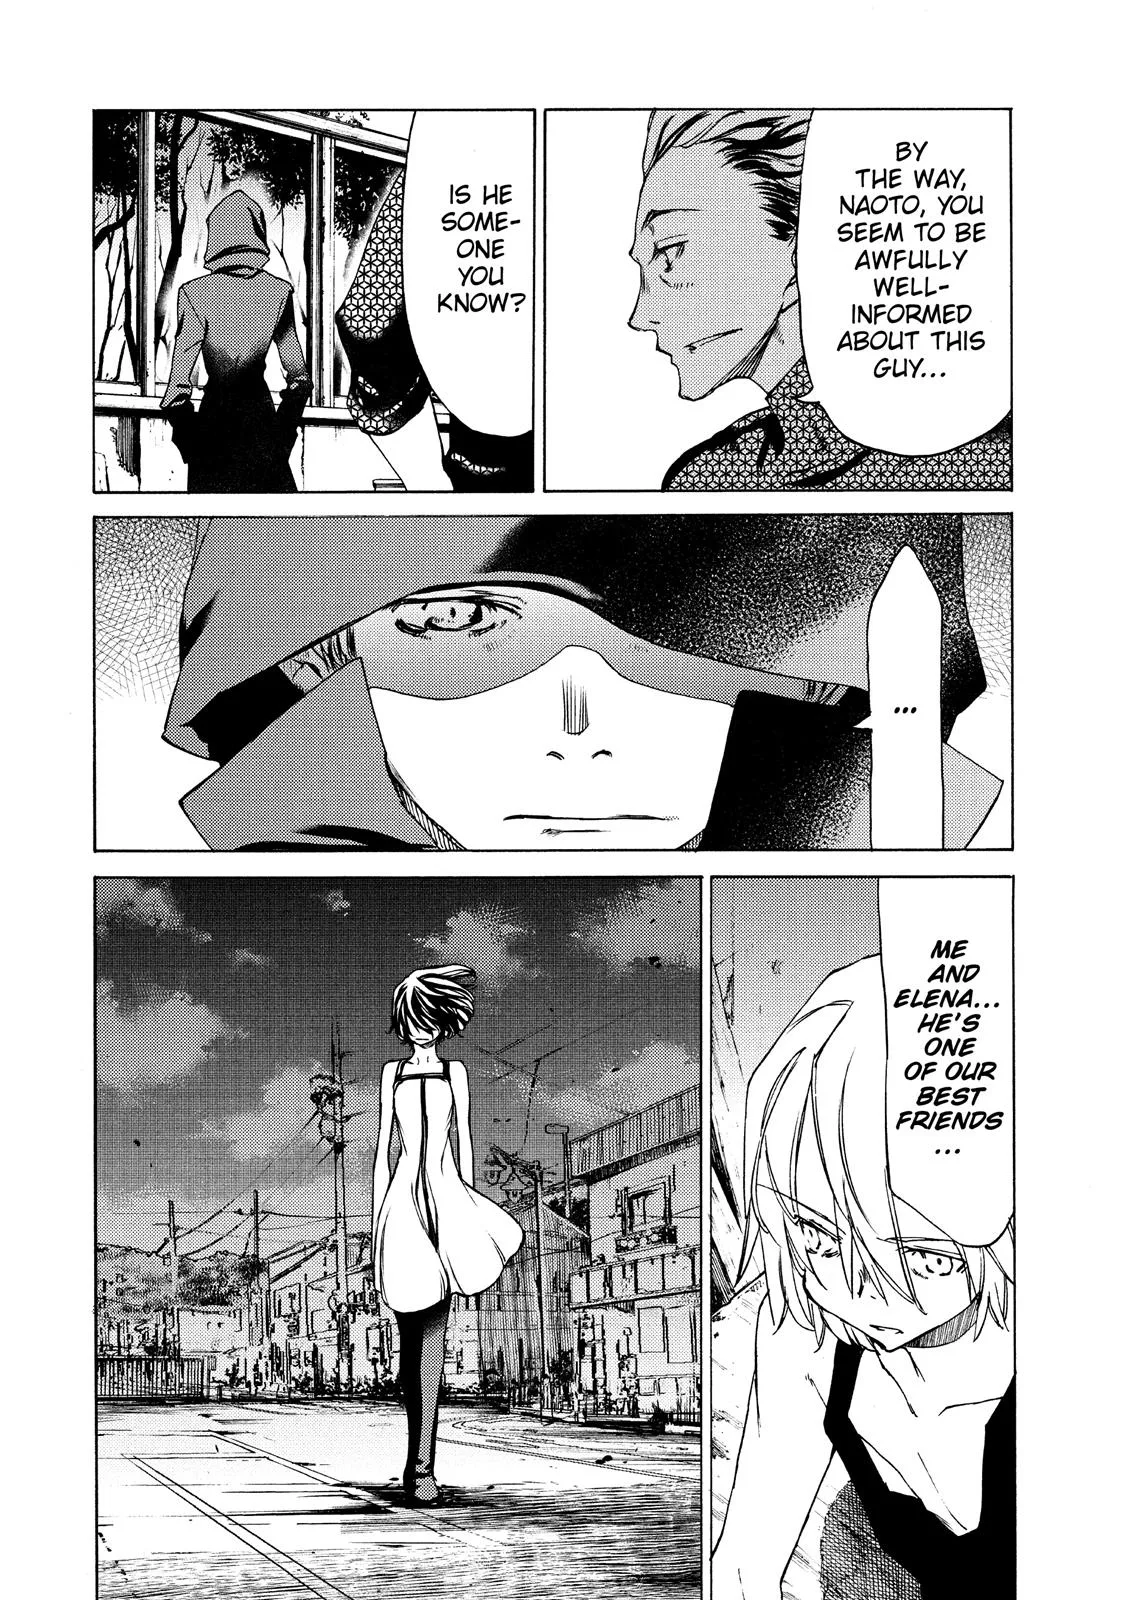 BY
THE WAY,
NAOTO, YOU
SEEM TO BE
AWFULLY
WELL-
INFORMED
ABOUT THIS
GUY...
IS HE
SOME-
ONE
YOU
KNOW?
...
ME
AND
ELENA...
HE'S
ONE
OF OUR
BEST
FRIENDS
...